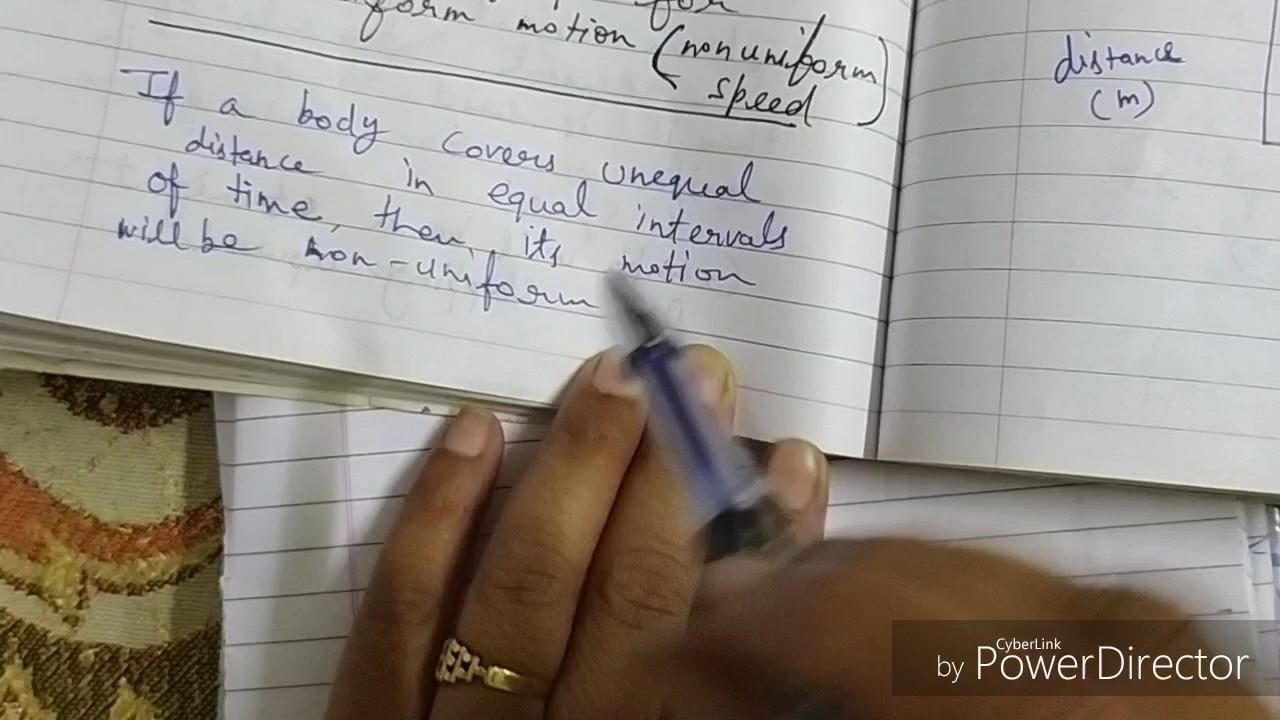 for
form motion (nonuniform
speed)
If a body covers unequal
distance in equal intervals
of time, then its motion
will be non-uniform
distance
(m)
CyberLink
by PowerDirector